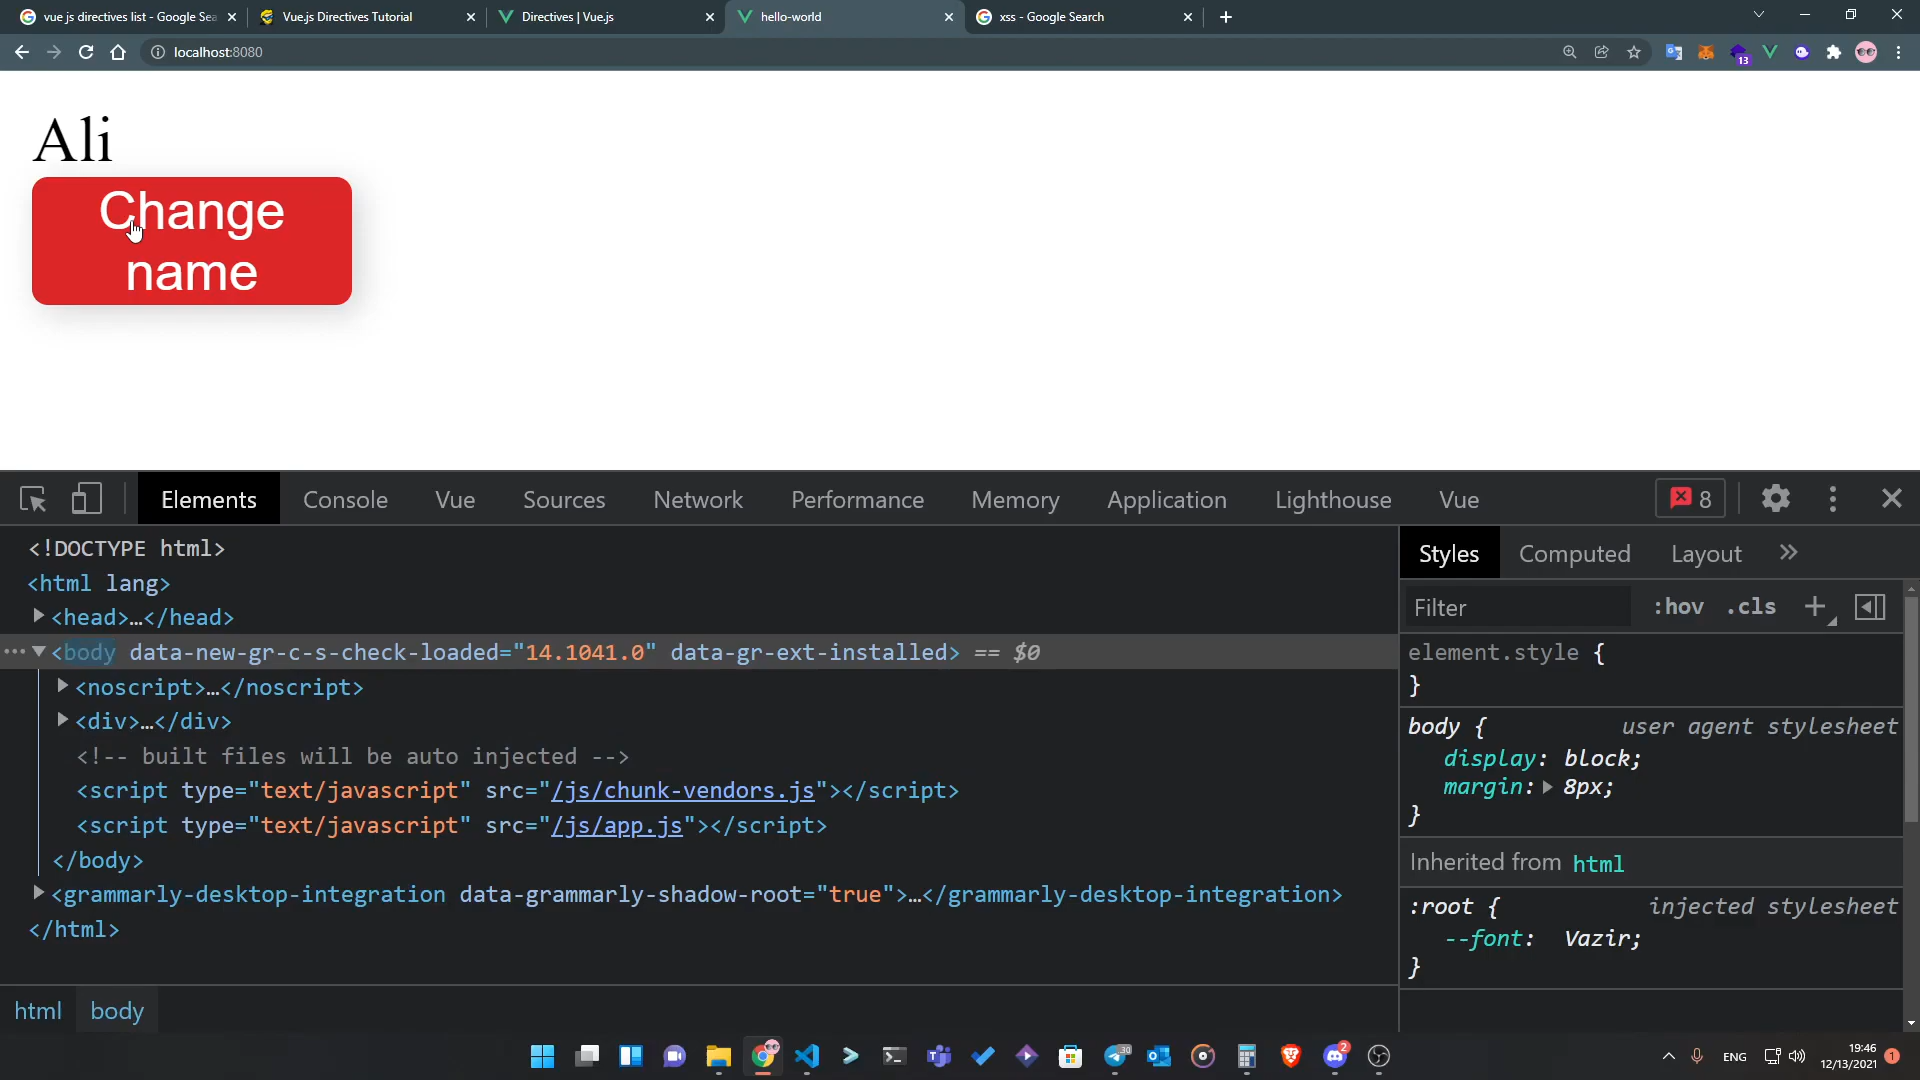 vue js directives list - Google Sea
Vue.js Directives Tutorial
Directives | Vue.js
hello-world
xss - Google Search
localhost:8080
13
Ali
Change
name
Elements
Console
Vue
Sources
Network
Performance
Memory
Application
Lighthouse
Vue
8
<!DOCTYPE html>
<html lang>
<head>…</head>
<body data-new-gr-c-s-check-loaded="14.1041.0" data-gr-ext-installed> == $0
<noscript>…</noscript>
<div>…</div>
<!-- built files will be auto injected -->
<script type="text/javascript" src="/js/chunk-vendors.js"></script>
<script type="text/javascript" src="/js/app.js"></script>
</body>
<grammarly-desktop-integration data-grammarly-shadow-root="true">…</grammarly-desktop-integration>
</html>
html body
Styles Computed Layout
Filter :hov .cls
element.style {
}
body { user agent stylesheet
display: block;
margin: 8px;
}
Inherited from html
:root { injected stylesheet
--font: Vazir;
}
30
2
ENG
19:46
12/13/2021
1